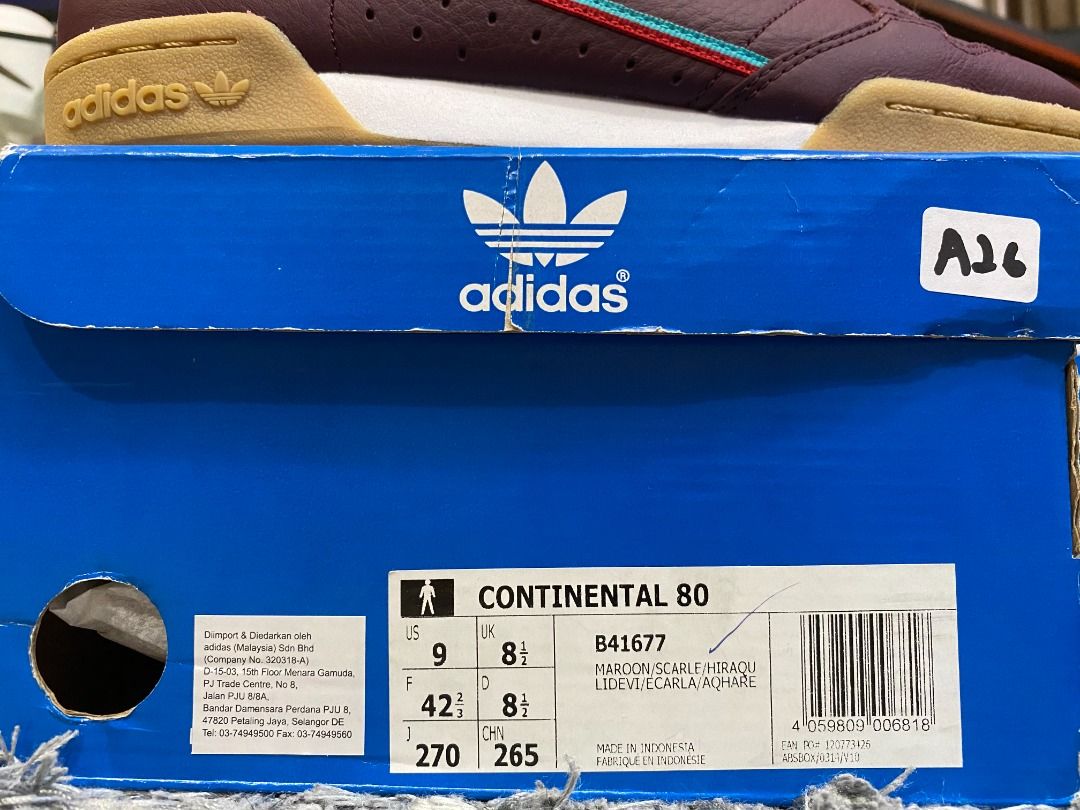 adidas
adidas®
A26
Diimport & Diedarkan oleh
adidas (Malaysia) Sdn Bhd
(Company No. 320318-A)
D-15-03, 15th Floor Menara Gamuda,
PJ Trade Centre, No 8,
Jalan PJU 8/8A,
Bandar Damensara Perdana PJU 8,
47820 Petaling Jaya, Selangor DE
Tel: 03-74949500 Fax: 03-74949560
CONTINENTAL 80
US 9 UK 8½
F 42⅔ D 8½
J 270 CHN 265
B41677
MAROON/SCARLE/HIRAQU
LIDEVI/ECARLA/AQHARE
MADE IN INDONESIA
FABRIQUÉ EN INDONÉSIE
4 059809 006818
EAN PO# 120773426
ABSBOX/0314/V10